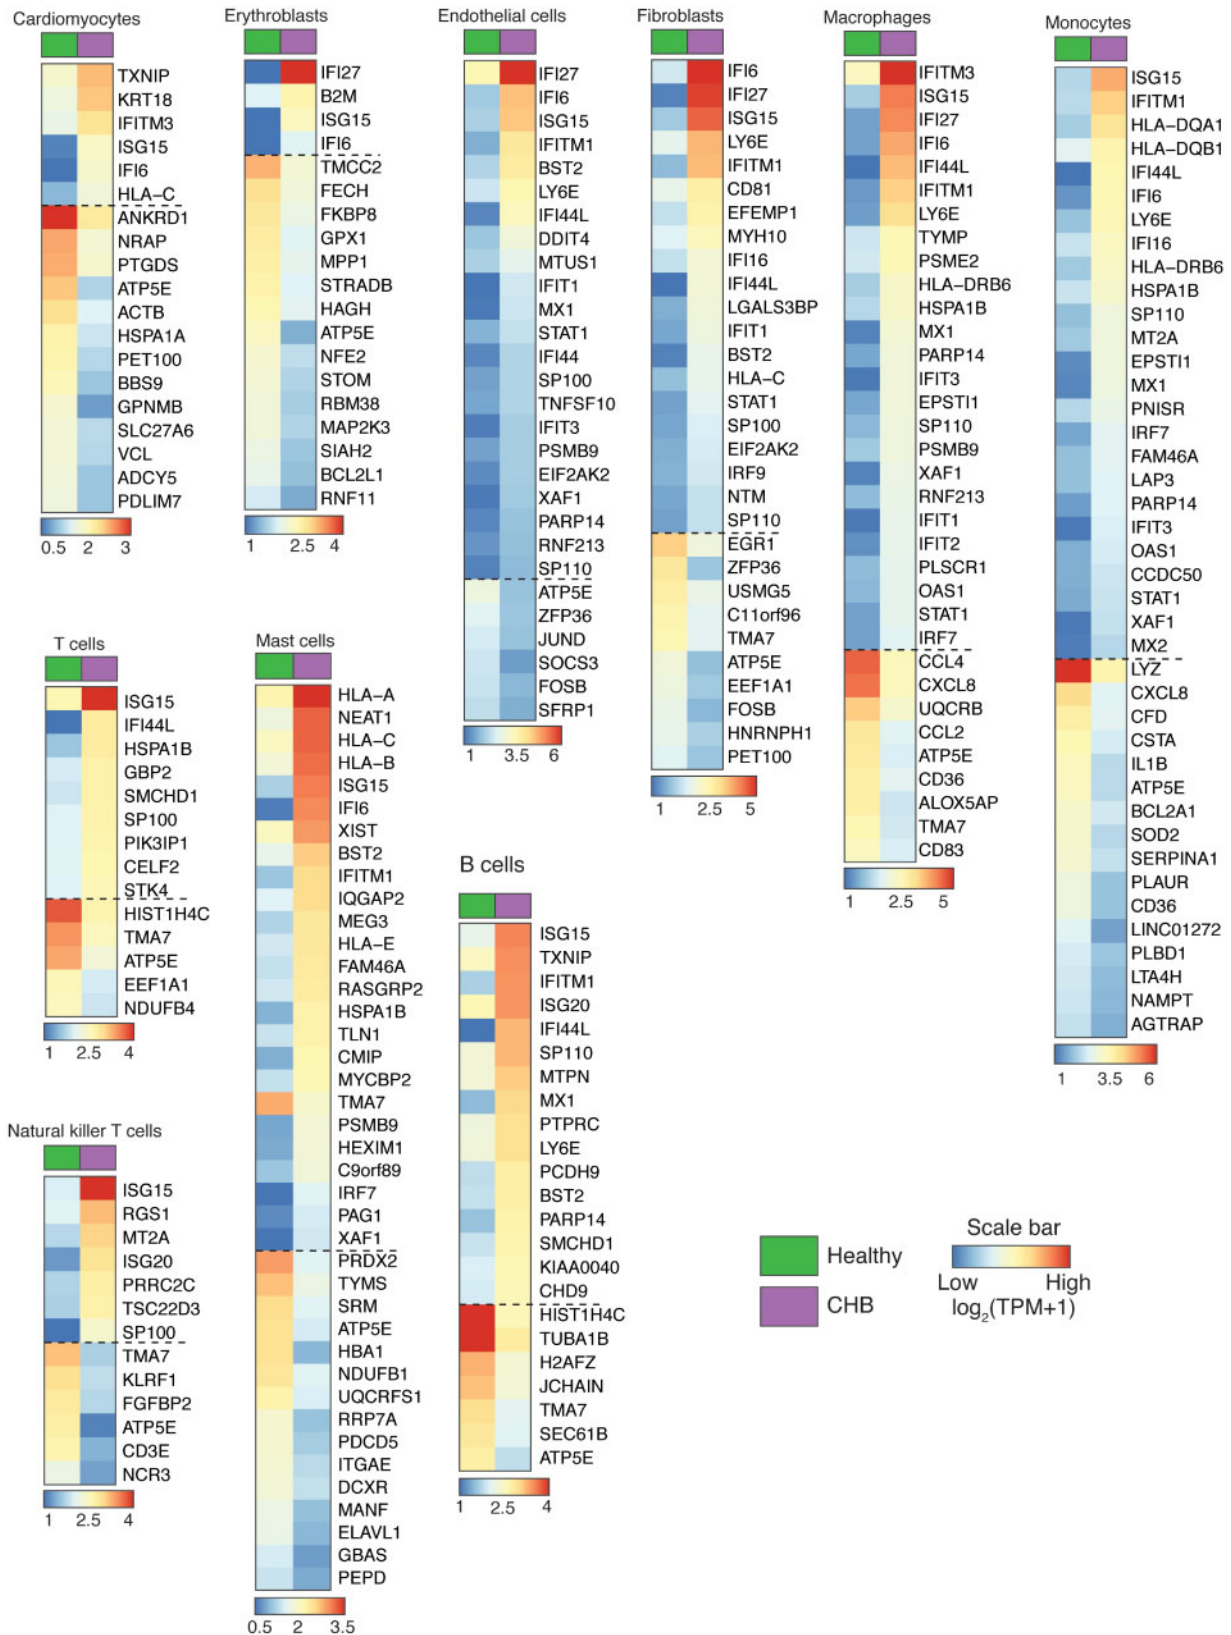 Cardiomyocytes
TXNIP
KRT18
IFITM3
ISG15
IFI6
HLA−C
ANKRD1
NRAP
PTGDS
ATP5E
ACTB
HSPA1A
PET100
BBS9
GPNMB
SLC27A6
VCL
ADCY5
PDLIM7
0.5 2 3
Erythroblasts
IFI27
B2M
ISG15
IFI6
TMCC2
FECH
FKBP8
GPX1
MPP1
STRADB
HAGH
ATP5E
NFE2
STOM
RBM38
MAP2K3
SIAH2
BCL2L1
RNF11
1 2.5 4
Endothelial cells
IFI27
IFI6
ISG15
IFITM1
BST2
LY6E
IFI44L
DDIT4
MTUS1
IFIT1
MX1
STAT1
IFI44
SP100
TNFSF10
IFIT3
PSMB9
EIF2AK2
XAF1
PARP14
RNF213
SP110
ATP5E
ZFP36
JUND
SOCS3
FOSB
SFRP1
1 3.5 6
Fibroblasts
IFI6
IFI27
ISG15
LY6E
IFITM1
CD81
EFEMP1
MYH10
IFI16
IFI44L
LGALS3BP
IFIT1
BST2
HLA−C
STAT1
SP100
EIF2AK2
IRF9
NTM
SP110
EGR1
ZFP36
USMG5
C11orf96
TMA7
ATP5E
EEF1A1
FOSB
HNRNPH1
PET100
1 2.5 5
Macrophages
IFITM3
ISG15
IFI27
IFI6
IFI44L
IFITM1
LY6E
TYMP
PSME2
HLA−DRB6
HSPA1B
MX1
PARP14
IFIT3
EPSTI1
SP110
PSMB9
XAF1
RNF213
IFIT1
IFIT2
PLSCR1
OAS1
STAT1
IRF7
CCL4
CXCL8
UQCRB
CCL2
ATP5E
CD36
ALOX5AP
TMA7
CD83
1 2.5 5
Monocytes
ISG15
IFITM1
HLA−DQA1
HLA−DQB1
IFI44L
IFI6
LY6E
IFI16
HLA−DRB6
HSPA1B
SP110
MT2A
EPSTI1
MX1
PNISR
IRF7
FAM46A
LAP3
PARP14
IFIT3
OAS1
CCDC50
STAT1
XAF1
MX2
LYZ
CXCL8
CFD
CSTA
IL1B
ATP5E
BCL2A1
SOD2
SERPINA1
PLAUR
CD36
LINC01272
PLBD1
LTA4H
NAMPT
AGTRAP
1 3.5 6
T cells
ISG15
IFI44L
HSPA1B
GBP2
SMCHD1
SP100
PIK3IP1
CELF2
STK4
HIST1H4C
TMA7
ATP5E
EEF1A1
NDUFB4
1 2.5 4
Mast cells
HLA−A
NEAT1
HLA−C
HLA−B
ISG15
IFI6
XIST
BST2
IFITM1
IQGAP2
MEG3
HLA−E
FAM46A
RASGRP2
HSPA1B
TLN1
CMIP
MYCBP2
TMA7
PSMB9
HEXIM1
C9orf89
IRF7
PAG1
XAF1
PRDX2
TYMS
SRM
ATP5E
HBA1
NDUFB1
UQCRFS1
RRP7A
PDCD5
ITGAE
DCXR
MANF
ELAVL1
GBAS
PEPD
0.5 2 3.5
B cells
ISG15
TXNIP
IFITM1
ISG20
IFI44L
SP110
MTPN
MX1
PTPRC
LY6E
PCDH9
BST2
PARP14
SMCHD1
KIAA0040
CHD9
HIST1H4C
TUBA1B
H2AFZ
JCHAIN
TMA7
SEC61B
ATP5E
1 2.5 4
Natural killer T cells
ISG15
RGS1
MT2A
ISG20
PRRC2C
TSC22D3
SP100
TMA7
KLRF1
FGFBP2
ATP5E
CD3E
NCR3
1 2.5 4
Healthy
CHB
Scale bar
Low High
log2(TPM+1)